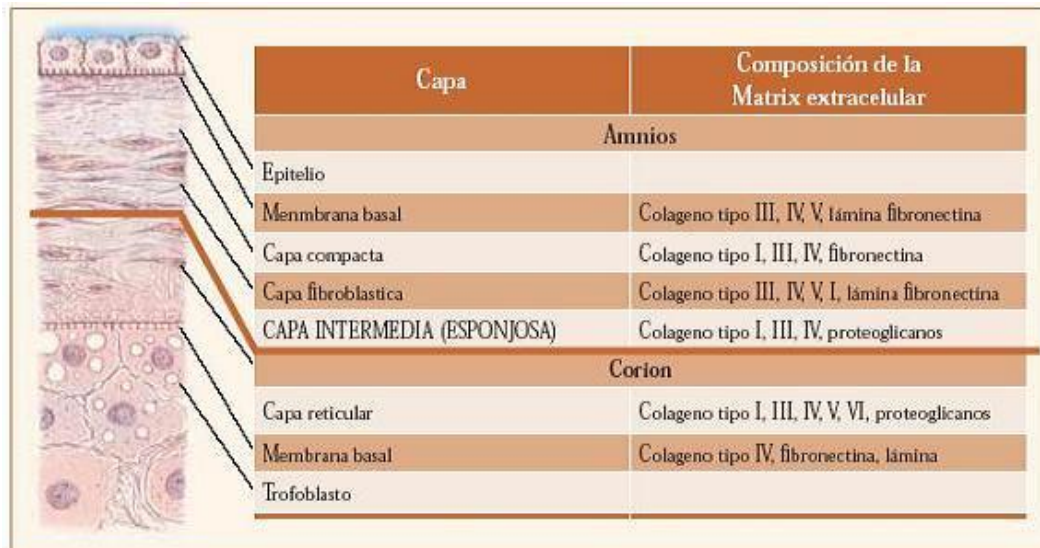 Capa
Composición de la
Matrix extracelular
Amnios
Epitelio
Menmbrana basal Colageno tipo III, IV, V, lámina fibronectina
Capa compacta Colageno tipo I, III, IV, fibronectina
Capa fibroblastica Colageno tipo III, IV, V, I, lámina fibronectina
CAPA INTERMEDIA (ESPONJOSA) Colageno tipo I, III, IV, proteoglicanos
Corion
Capa reticular Colageno tipo I, III, IV, V, VI, proteoglicanos
Membrana basal Colageno tipo IV, fibronectina, lámina
Trofoblasto